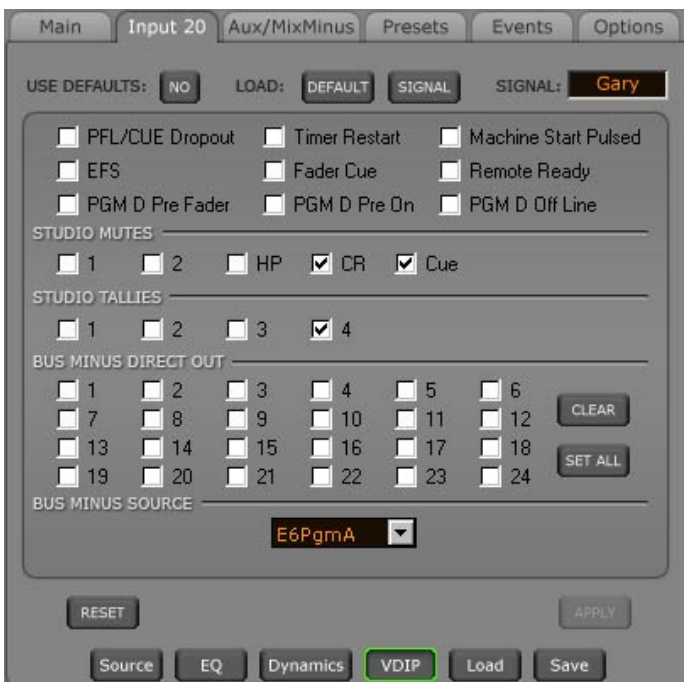 Main Input 20 Aux/MixMinus Presets Events Options
USE DEFAULTS: NO LOAD: DEFAULT SIGNAL SIGNAL: Gary
PFL/CUE Dropout Timer Restart Machine Start Pulsed
EFS Fader Cue Remote Ready
PGM D Pre Fader PGM D Pre On PGM D Off Line
STUDIO MUTES
1 2 HP CR Cue
STUDIO TALLIES
1 2 3 4
BUS MINUS DIRECT OUT
1 2 3 4 5 6
7 8 9 10 11 12 CLEAR
13 14 15 16 17 18
19 20 21 22 23 24 SET ALL
BUS MINUS SOURCE
E6PgmA
RESET APPLY
Source EQ Dynamics VDIP Load Save